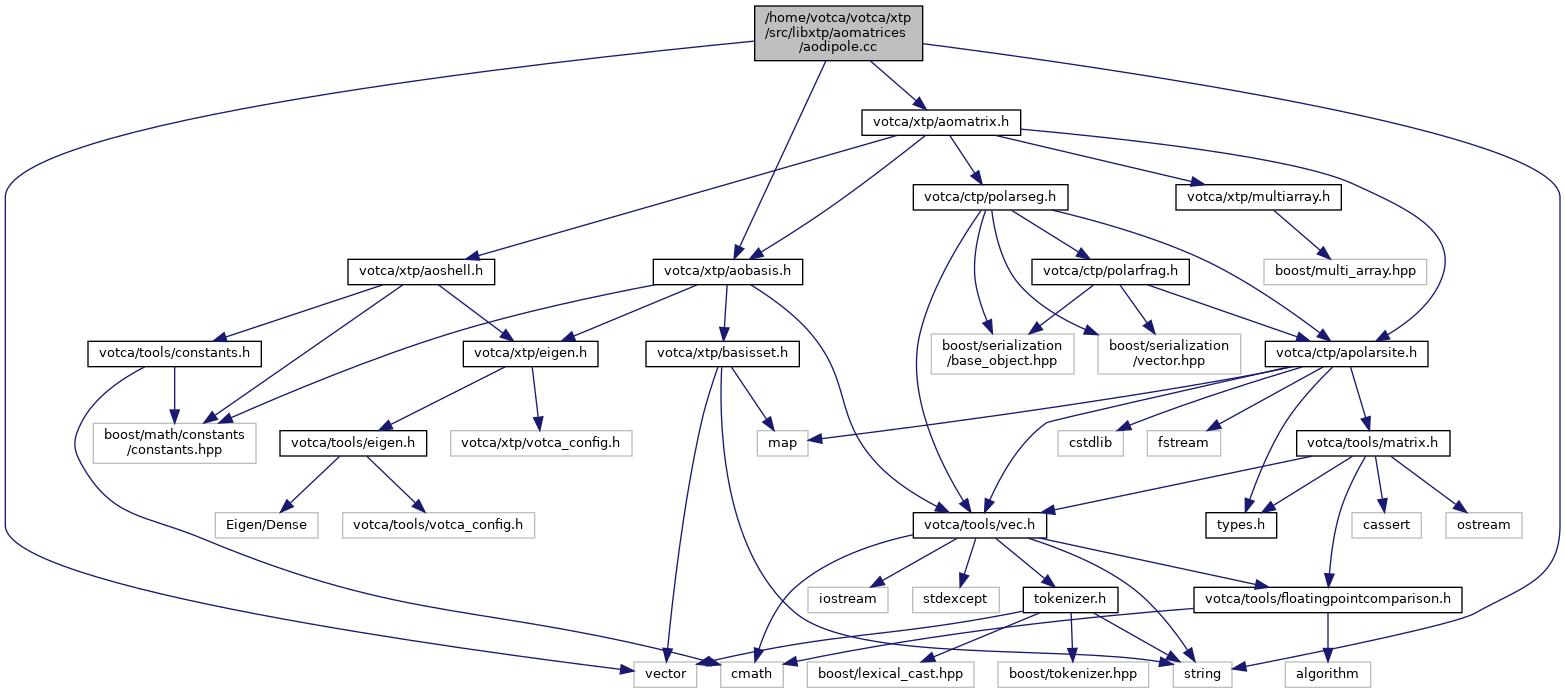 /home/votca/votca/xtp
/src/libxtp/aomatrices
/aodipole.cc
votca/xtp/aomatrix.h
votca/ctp/polarseg.h
votca/xtp/multiarray.h
votca/xtp/aoshell.h
votca/xtp/aobasis.h
votca/ctp/polarfrag.h
boost/multi_array.hpp
votca/tools/constants.h
votca/xtp/eigen.h
votca/xtp/basisset.h
boost/serialization
/base_object.hpp
boost/serialization
/vector.hpp
votca/ctp/apolarsite.h
boost/math/constants
/constants.hpp
votca/tools/eigen.h
votca/xtp/votca_config.h
map
cstdlib
fstream
votca/tools/matrix.h
Eigen/Dense
votca/tools/votca_config.h
votca/tools/vec.h
types.h
cassert
ostream
iostream
stdexcept
tokenizer.h
votca/tools/floatingpointcomparison.h
vector
cmath
boost/lexical_cast.hpp
boost/tokenizer.hpp
string
algorithm